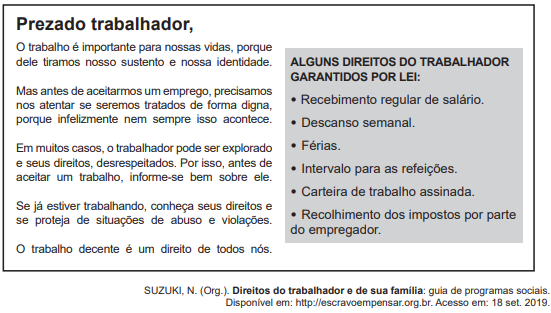 Prezado trabalhador,
O trabalho é importante para nossas vidas, porque
dele tiramos nosso sustento e nossa identidade.
Mas antes de aceitarmos um emprego, precisamos
nos atentar se seremos tratados de forma digna,
porque infelizmente nem sempre isso acontece.
Em muitos casos, o trabalhador pode ser explorado
e seus direitos, desrespeitados. Por isso, antes de
aceitar um trabalho, informe-se bem sobre ele.
Se já estiver trabalhando, conheça seus direitos e
se proteja de situações de abuso e violações.
O trabalho decente é um direito de todos nós.
ALGUNS DIREITOS DO TRABALHADOR
GARANTIDOS POR LEI:
• Recebimento regular de salário.
• Descanso semanal.
• Férias.
• Intervalo para as refeições.
• Carteira de trabalho assinada.
• Recolhimento dos impostos por parte
do empregador.
SUZUKI, N. (Org.). Direitos do trabalhador e de sua família: guia de programas sociais.
Disponível em: http://escravoempensar.org.br. Acesso em: 18 set. 2019.